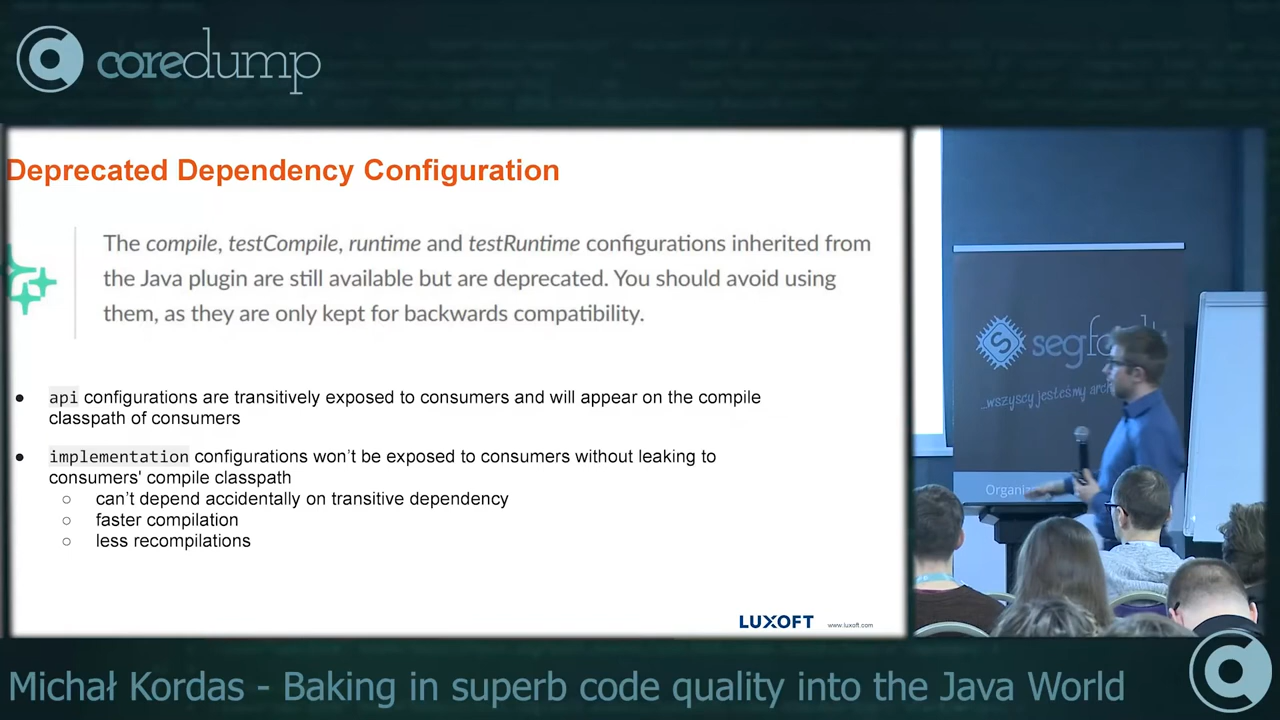 coredump
Deprecated Dependency Configuration
The compile, testCompile, runtime and testRuntime configurations inherited from
the Java plugin are still available but are deprecated. You should avoid using
them, as they are only kept for backwards compatibility.
● api configurations are transitively exposed to consumers and will appear on the compile
classpath of consumers
● implementation configurations won't be exposed to consumers without leaking to
consumers' compile classpath
○ can't depend accidentally on transitive dependency
○ faster compilation
○ less recompilations
LUXOFT www.luxoft.com
S segf
_wszyscy jesteśmy
Michał Kordas - Baking in superb code quality into the Java World